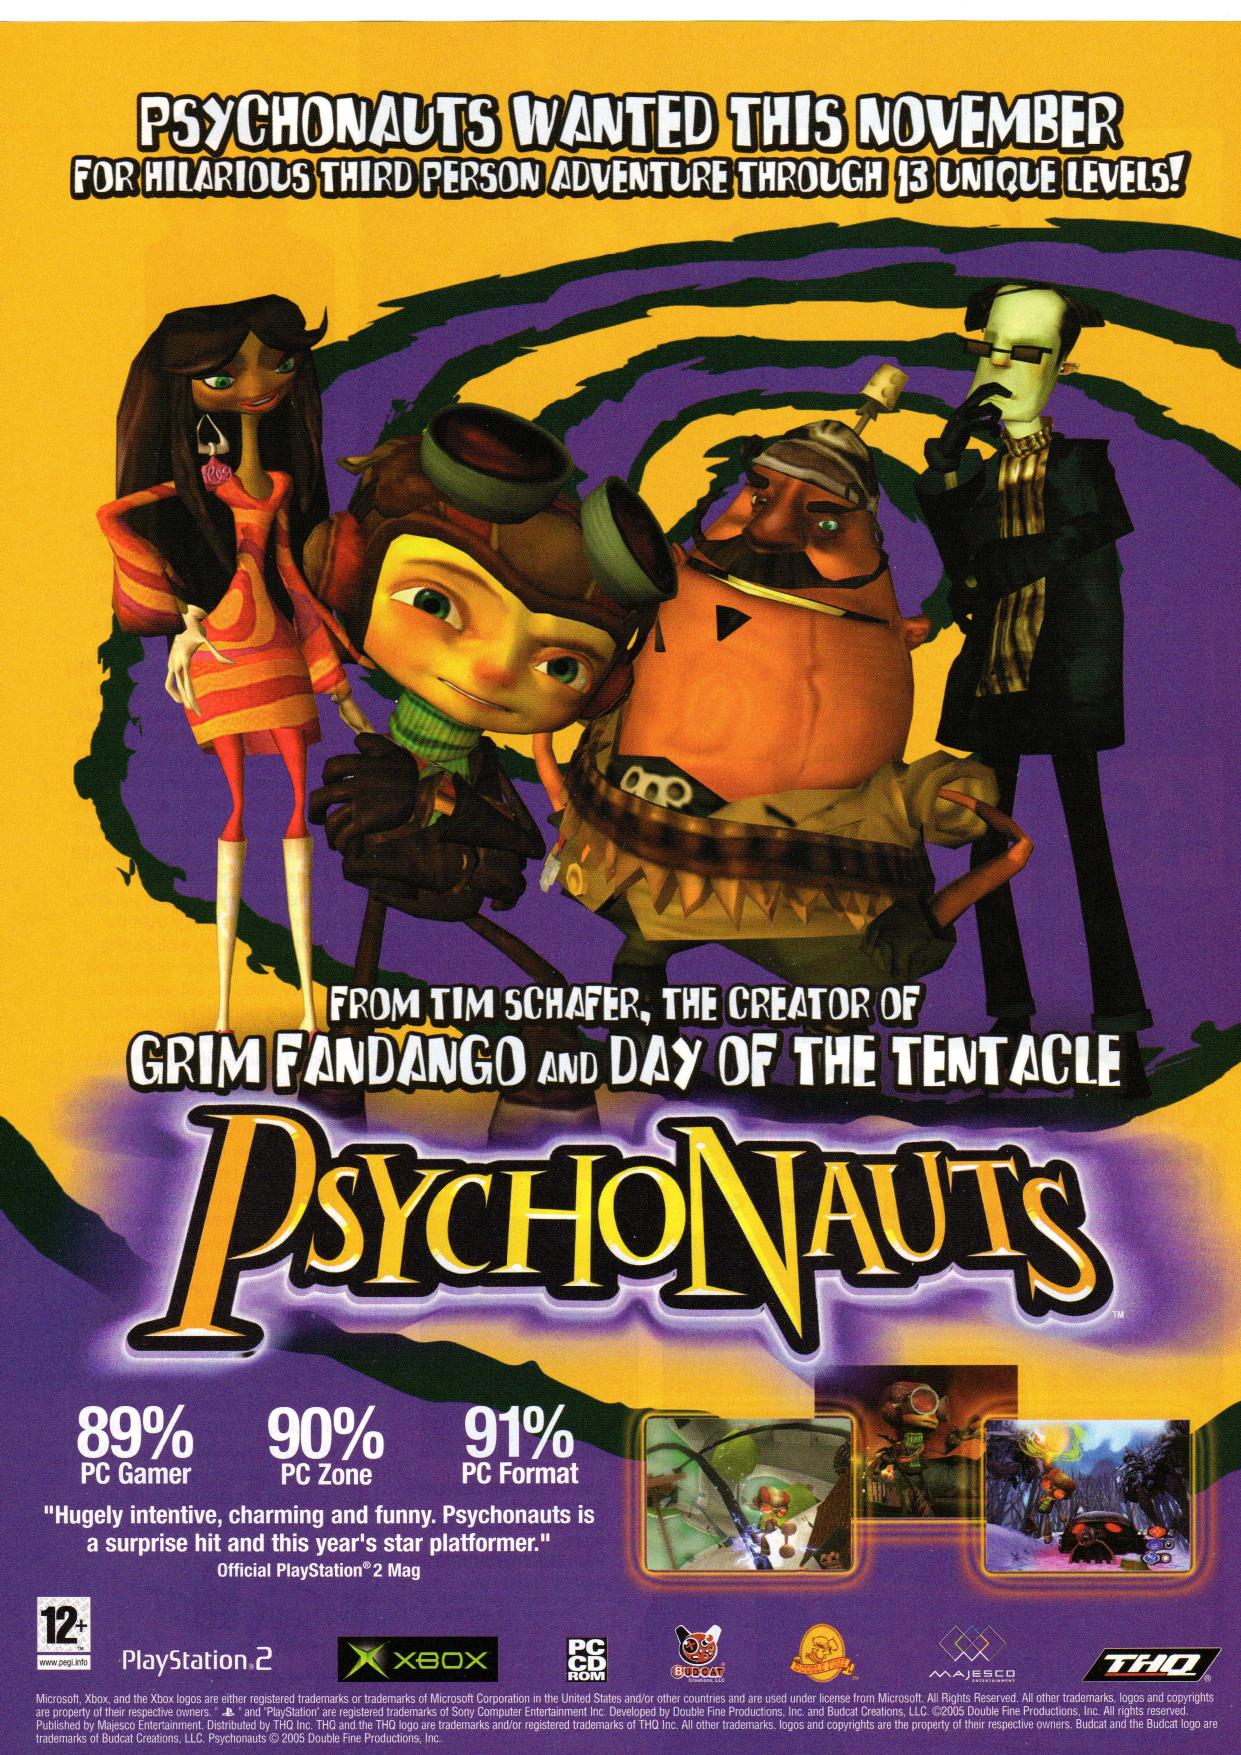 PSYCHONAUTS WANTED THIS NOVEMBER
FOR HILARIOUS THIRD PERSON ADVENTURE THROUGH 13 UNIQUE LEVELS!
FROM TIM SCHAFER, THE CREATOR OF
GRIM FANDANGO AND DAY OF THE TENTACLE
PSYCHONAUTS™
89% 90% 91%
PC Gamer PC Zone PC Format
"Hugely intentive, charming and funny. Psychonauts is
a surprise hit and this year's star platformer."
Official PlayStation®2 Mag
12+™
www.pegi.info
PlayStation®2
XBOX
PC
CD
ROM
BUDCAT
Creations, LLC
DOUBLE FINE!
MAJESCO
ENTERTAINMENT
THQ®
Microsoft, Xbox, and the Xbox logos are either registered trademarks or trademarks of Microsoft Corporation in the United States and/or other countries and are used under license from Microsoft. All Rights Reserved. All other trademarks, logos and copyrights
are property of their respective owners. " " and "PlayStation" are registered trademarks of Sony Computer Entertainment Inc. Developed by Double Fine Productions, Inc. and Budcat Creations, LLC. ©2005 Double Fine Productions, Inc. All rights reserved.
Published by Majesco Entertainment. Distributed by THQ Inc. THQ and the THQ logo are trademarks and/or registered trademarks of THQ Inc. All other trademarks, logos and copyrights are the property of their respective owners. Budcat and the Budcat logo are
trademarks of Budcat Creations, LLC. Psychonauts © 2005 Double Fine Productions, Inc.